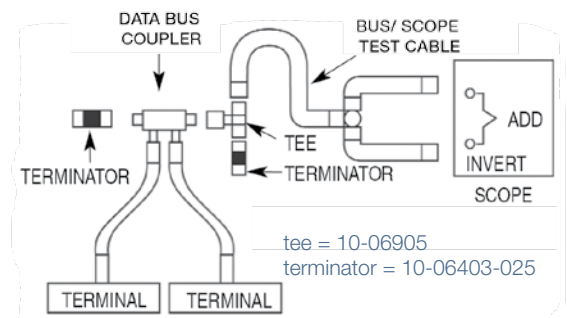 DATA BUS
COUPLER
BUS/ SCOPE
TEST CABLE
ADD
INVERT
SCOPE
TEE
TERMINATOR
TERMINATOR
tee = 10-06905
terminator = 10-06403-025
TERMINAL
TERMINAL